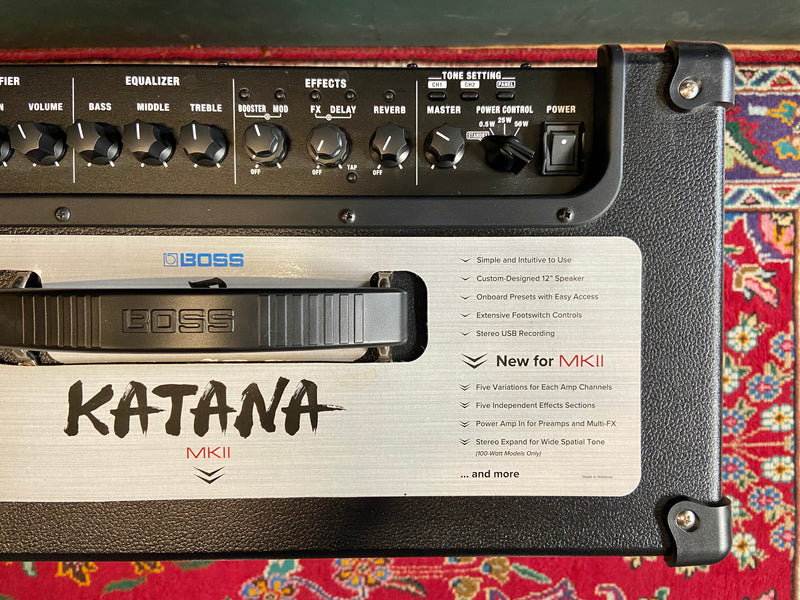 FIER
EQUALIZER
EFFECTS
TONE SETTING
CH1 CH2 PANEL
N VOLUME BASS MIDDLE TREBLE
BOOSTER MOD FX DELAY REVERB
MASTER POWER CONTROL POWER
0.5W 25W 50W
STANDBY
TAP
OFF OFF OFF
BOSS
BOSS
KATANA
MKII
Simple and Intuitive to Use
Custom-Designed 12" Speaker
Onboard Presets with Easy Access
Extensive Footswitch Controls
Stereo USB Recording
New for MKII
Five Variations for Each Amp Channels
Five Independent Effects Sections
Power Amp In for Preamps and Multi-FX
Stereo Expand for Wide Spatial Tone
(100-Watt Models Only)
... and more
Made in Malaysia